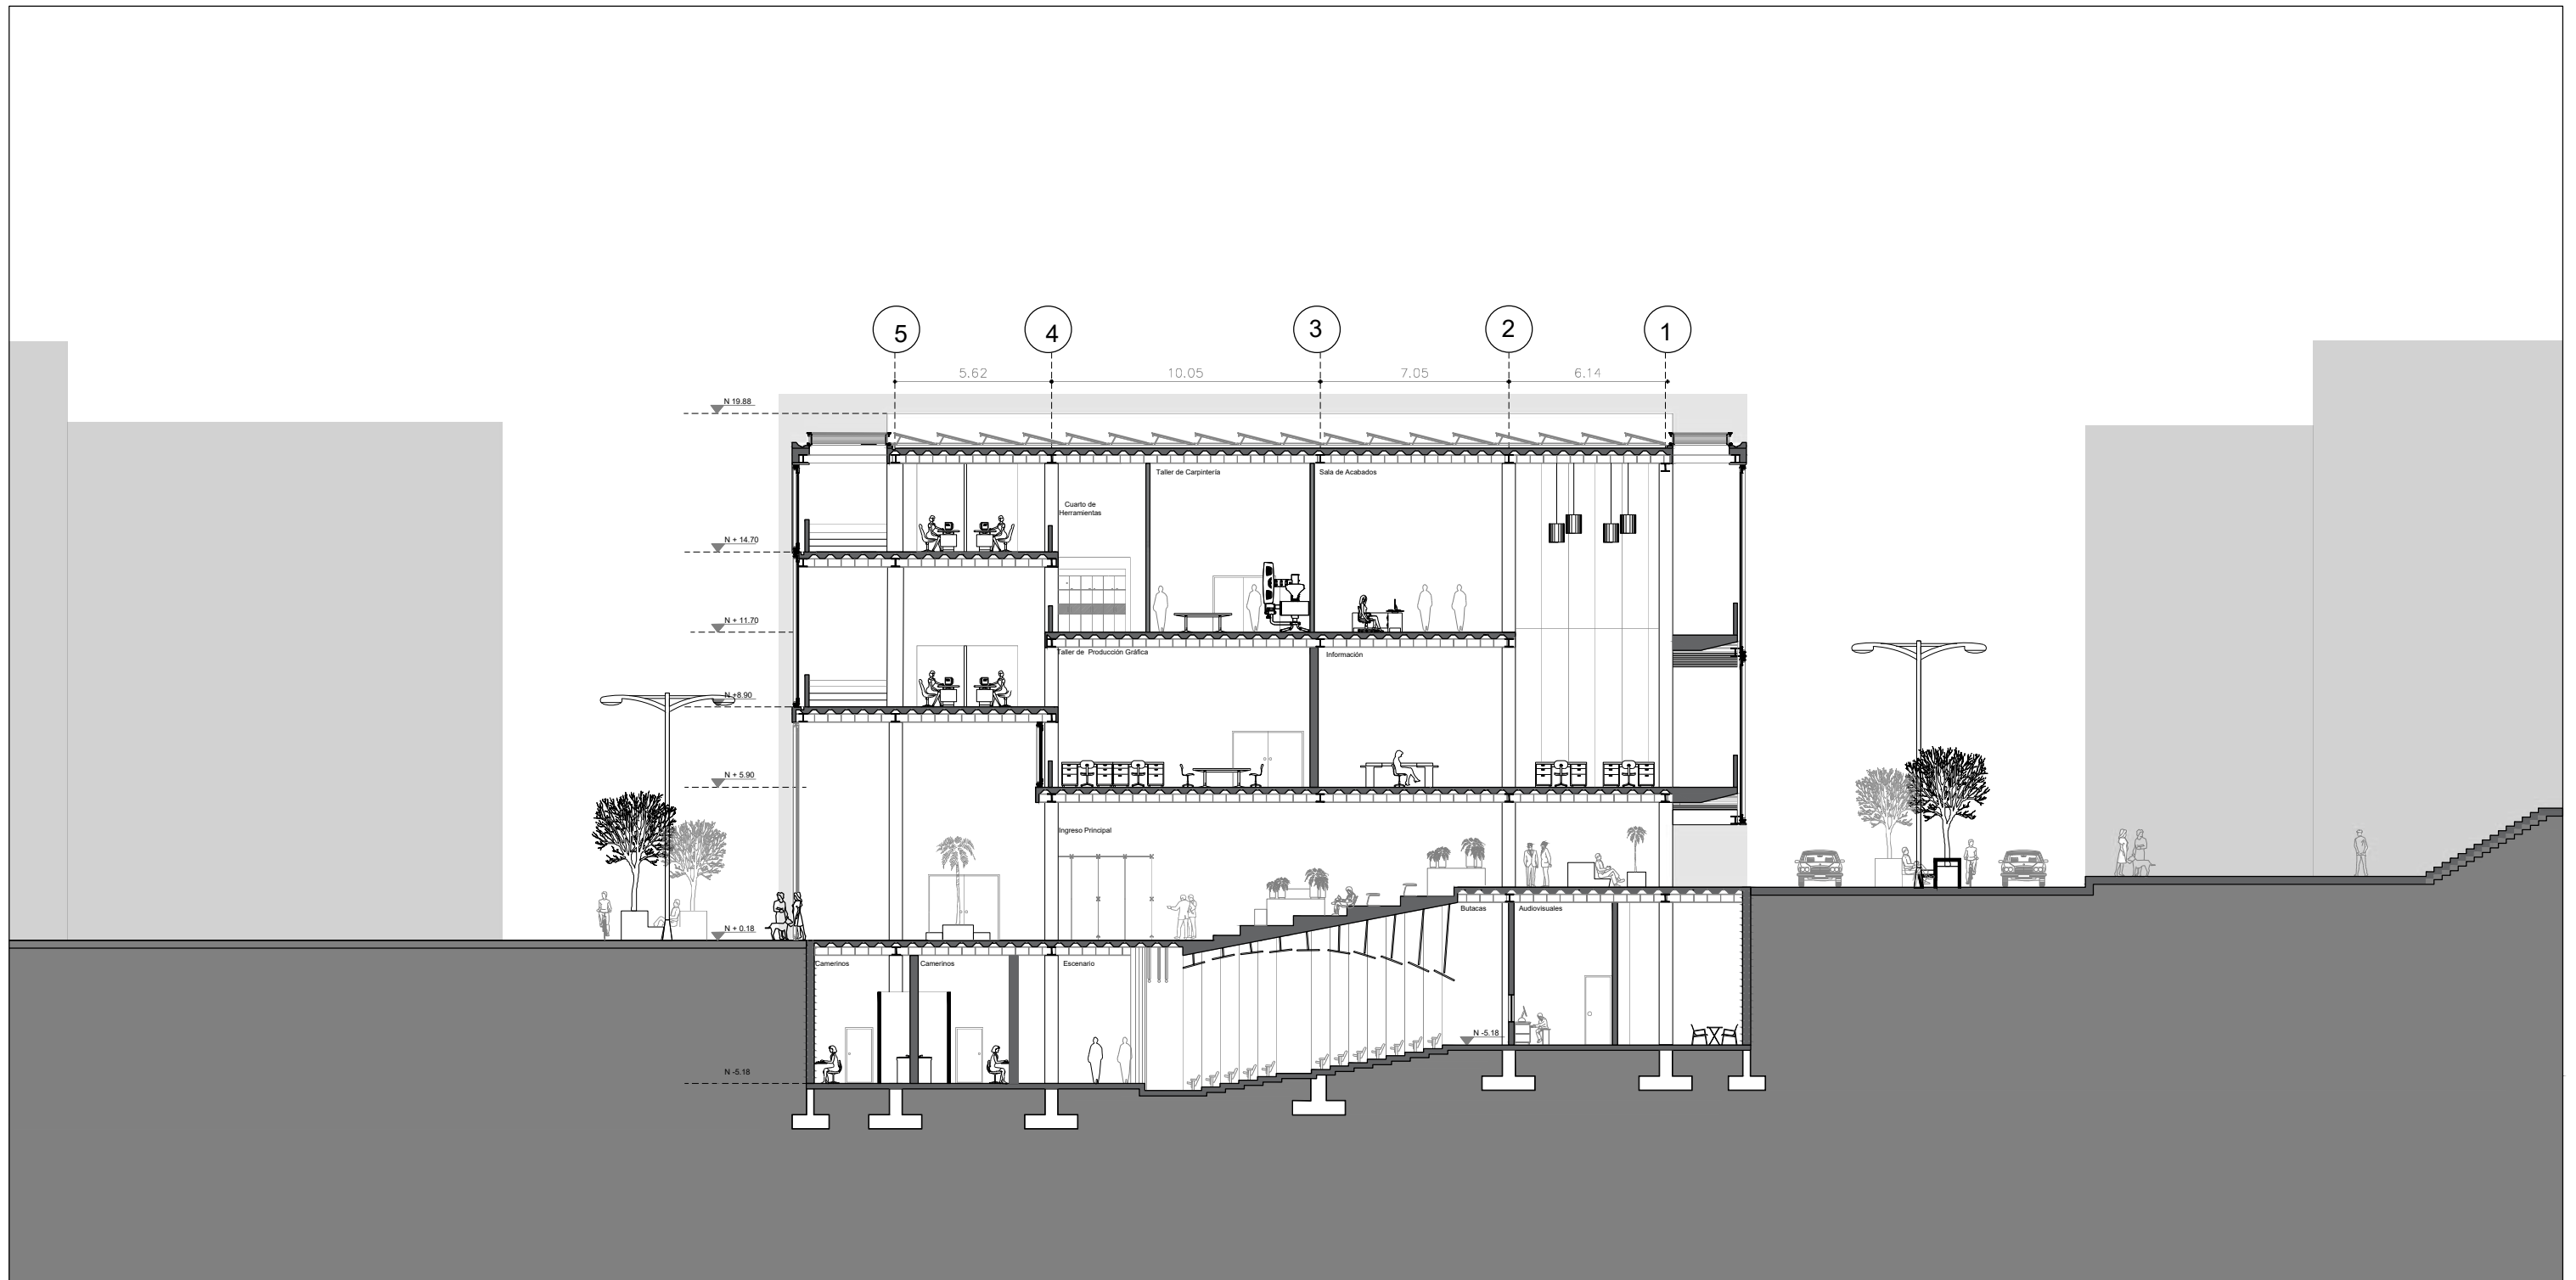 5 4 3 2 1
5.62 10.05 7.05 6.14
N 19.88
Taller de Carpintería
Sala de Acabados
Cuarto de
Herramientas
N + 14.70
N + 11.70
Taller de Producción Gráfica
Información
N +8.90
N + 5.90
Ingreso Principal
Butacas
Audiovisuales
N + 0.18
Camerinos
Camerinos
Escenario
N -5.18
N -5.18